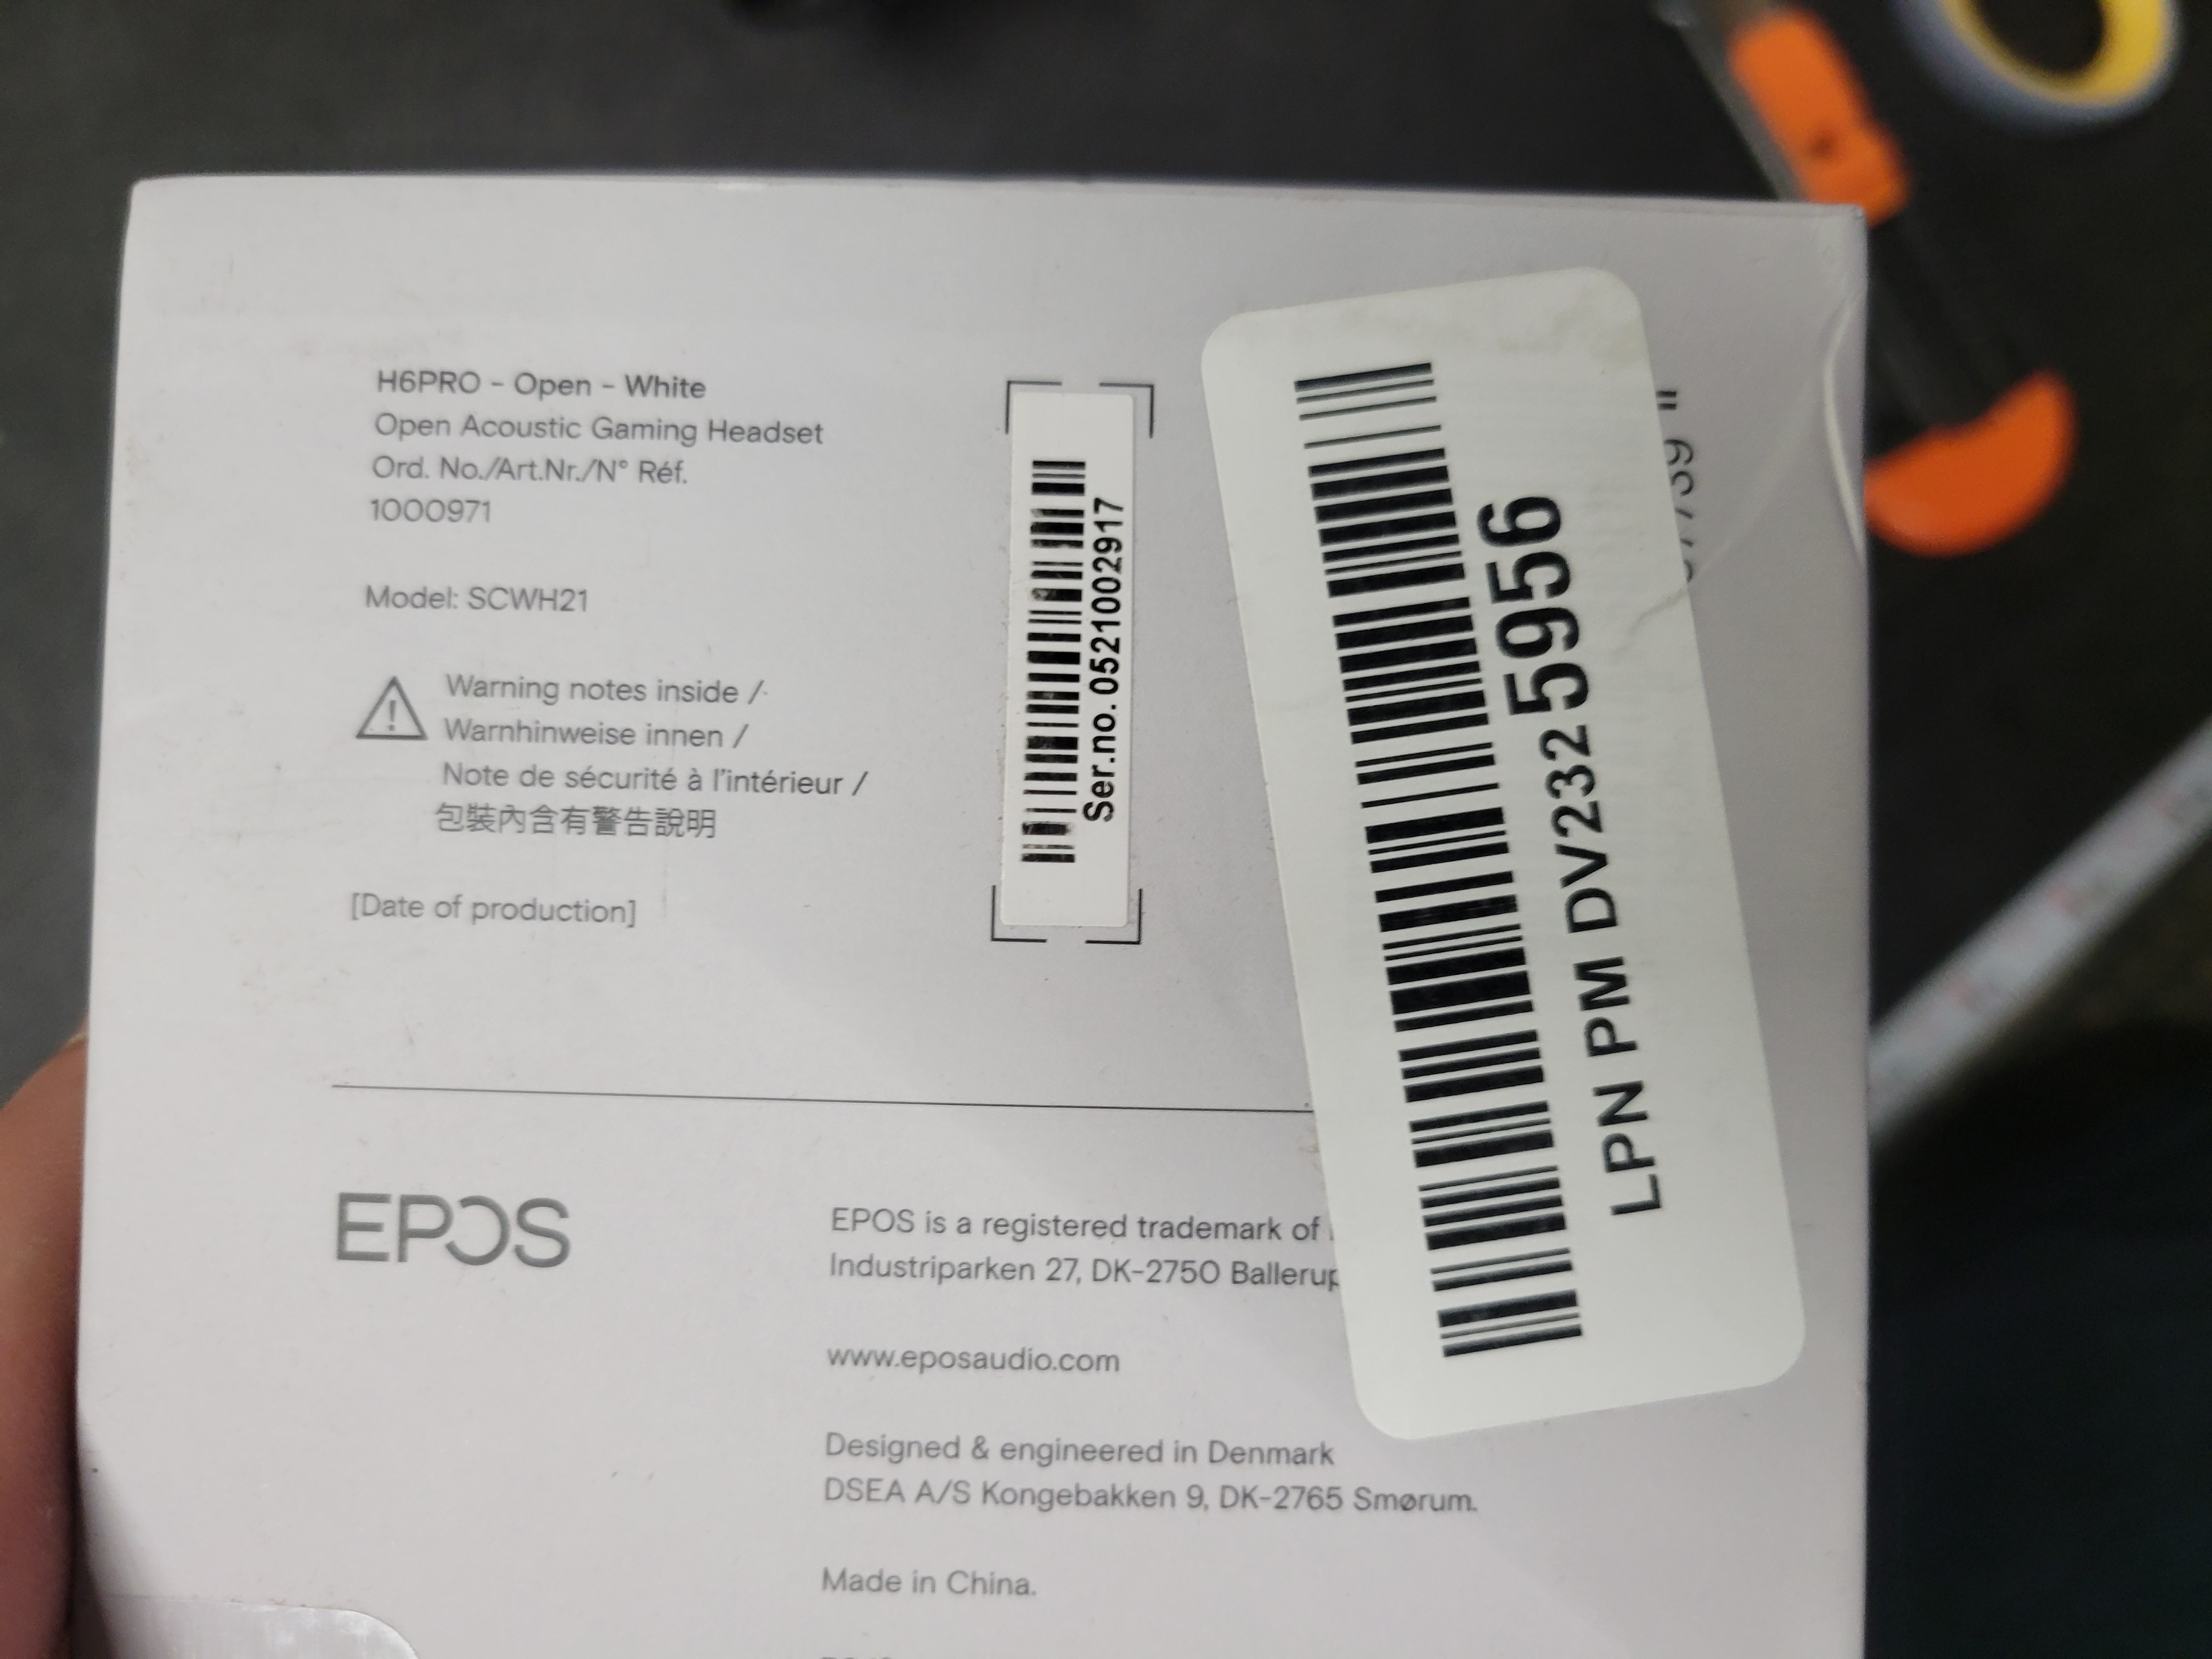 H6PRO - Open - White
Open Acoustic Gaming Headset
Ord. No./Art.Nr./N° Réf.
1000971
Model: SCWH21
Warning notes inside /
Warnhinweise innen /
Note de sécurité à l'intérieur /
包裝內含有警告說明
[Date of production]
Ser.no. 0521002917
LPN PM DV2325956
EPOS
EPOS is a registered trademark of
Industriparken 27, DK-2750
www.eposaudio.com
Designed & engineered in Denmark
DSEA A/S Kongebakken 9, DK-2765 Smørum.
Made in China.